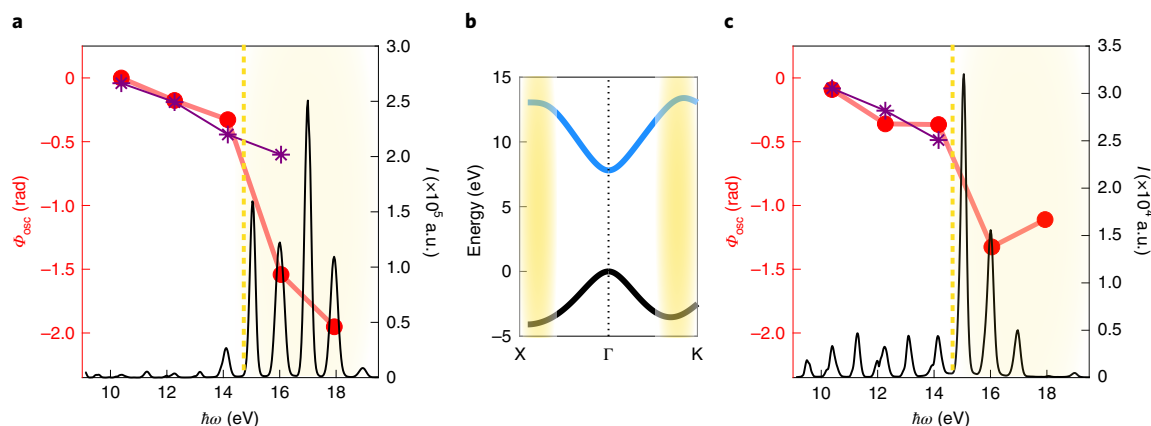 a
0
−0.5
−1.0
−1.5
−2.0
Φosc (rad)
3.0
2.5
2.0
1.5
1.0
0.5
0
I (×10⁵ a.u.)
10 12 14 16 18
ħω (eV)
b
15
10
5
0
−5
Energy (eV)
X Γ K
c
0
−0.5
−1.0
−1.5
−2.0
Φosc (rad)
3.5
3.0
2.5
2.0
1.5
1.0
0.5
0
I (×10⁴ a.u.)
10 12 14 16 18
ħω (eV)